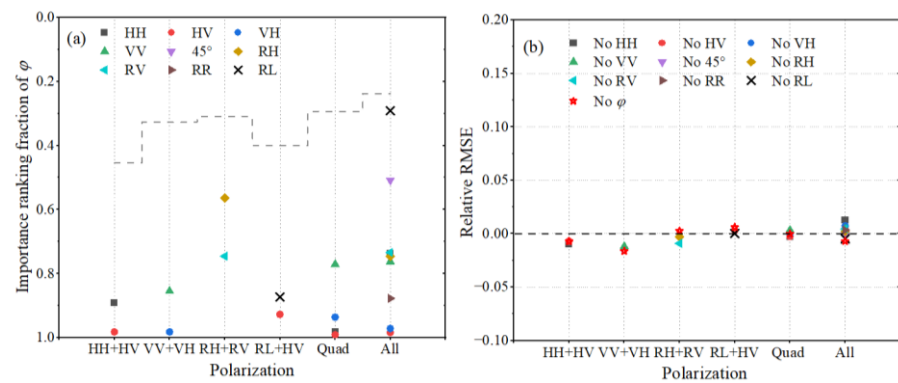 (a)
HH HV VH
VV 45° RH
RV RR RL
Importance ranking fraction of φ
0.0
0.2
0.4
0.6
0.8
1.0
HH+HV VV+VH RH+RV RL+HV Quad All
Polarization
(b)
No HH No HV No VH
No VV No 45° No RH
No RV No RR No RL
No φ
Relative RMSE
0.20
0.15
0.10
0.05
0.00
−0.05
−0.10
HH+HV VV+VH RH+RV RL+HV Quad All
Polarization